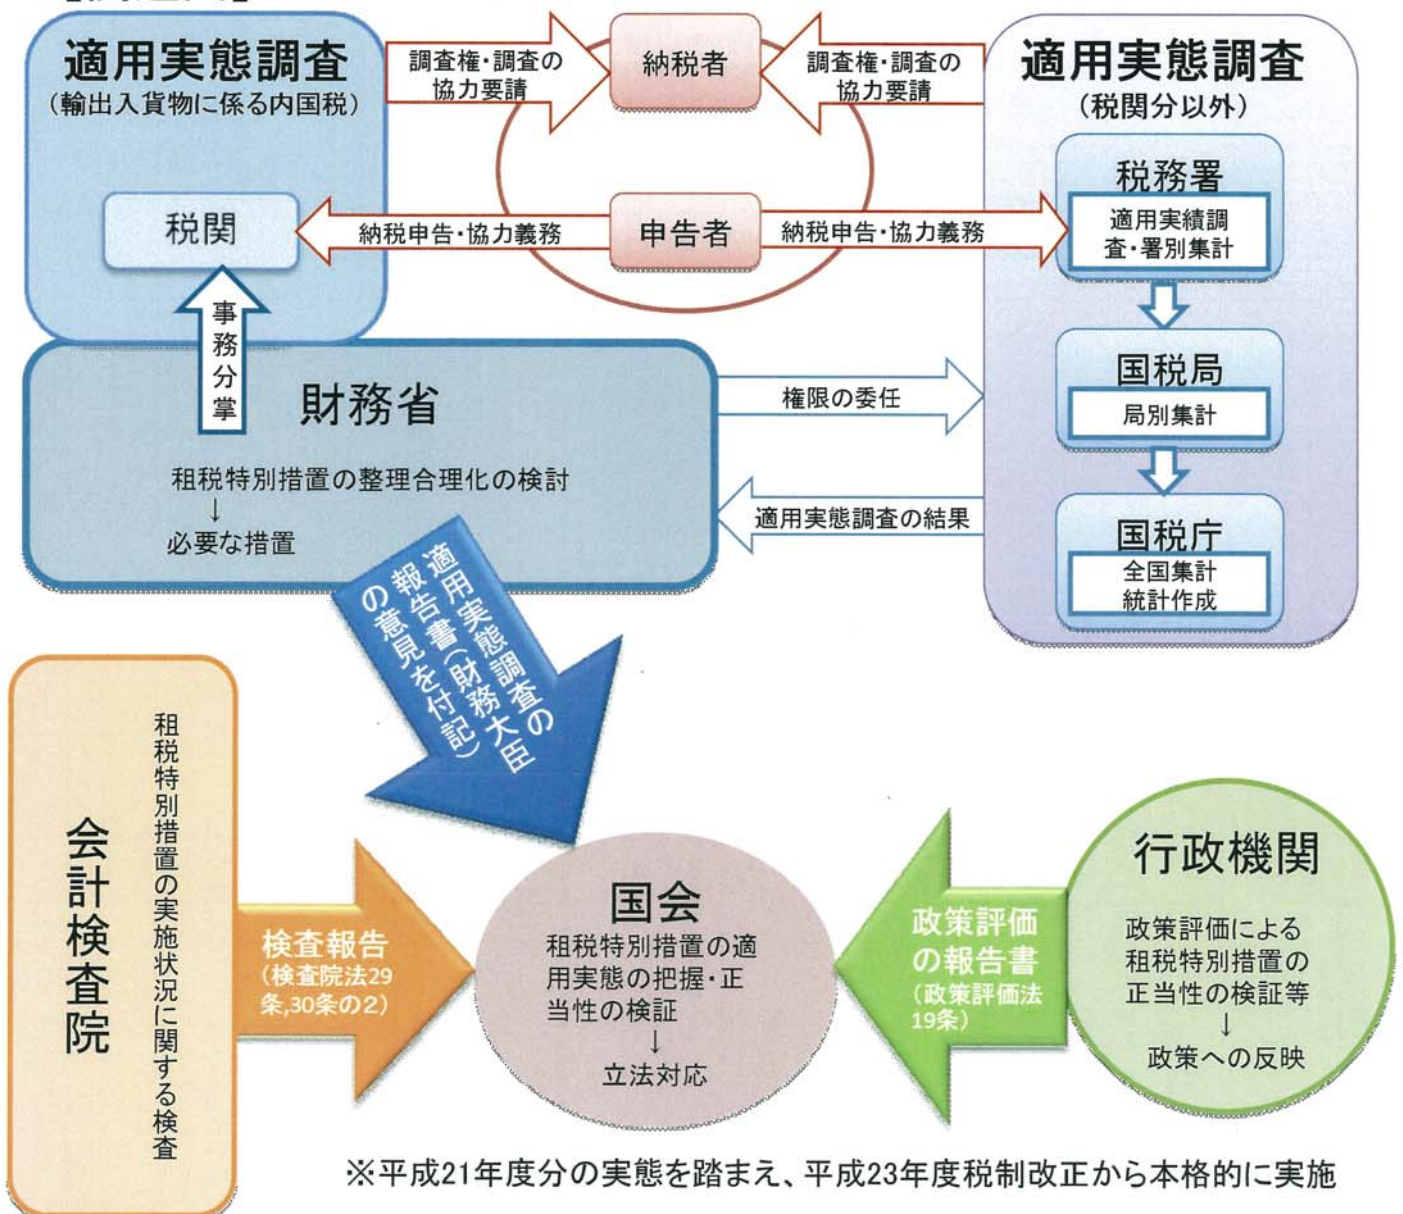 適用実態調査
(輸出入貨物に係る内国税)
税関
事務分掌
調査権・調査の
協力要請
納税者
調査権・調査の
協力要請
納税申告・協力義務
申告者
納税申告・協力義務
適用実態調査
(税関分以外)
税務署
適用実績調
査・署別集計
国税局
局別集計
国税庁
全国集計
統計作成
財務省
租税特別措置の整理合理化の検討
↓
必要な措置
権限の委任
適用実態調査の結果
適用実態調査の
報告書(財務大臣
の意見を付記)
会計検査院
租税特別措置の実施状況に関する検査
検査報告
(検査院法29
条,30条の2)
国会
租税特別措置の適
用実態の把握・正
当性の検証
↓
立法対応
政策評価
の報告書
(政策評価法
19条)
行政機関
政策評価による
租税特別措置の
正当性の検証等
↓
政策への反映
※平成21年度分の実態を踏まえ、平成23年度税制改正から本格的に実施